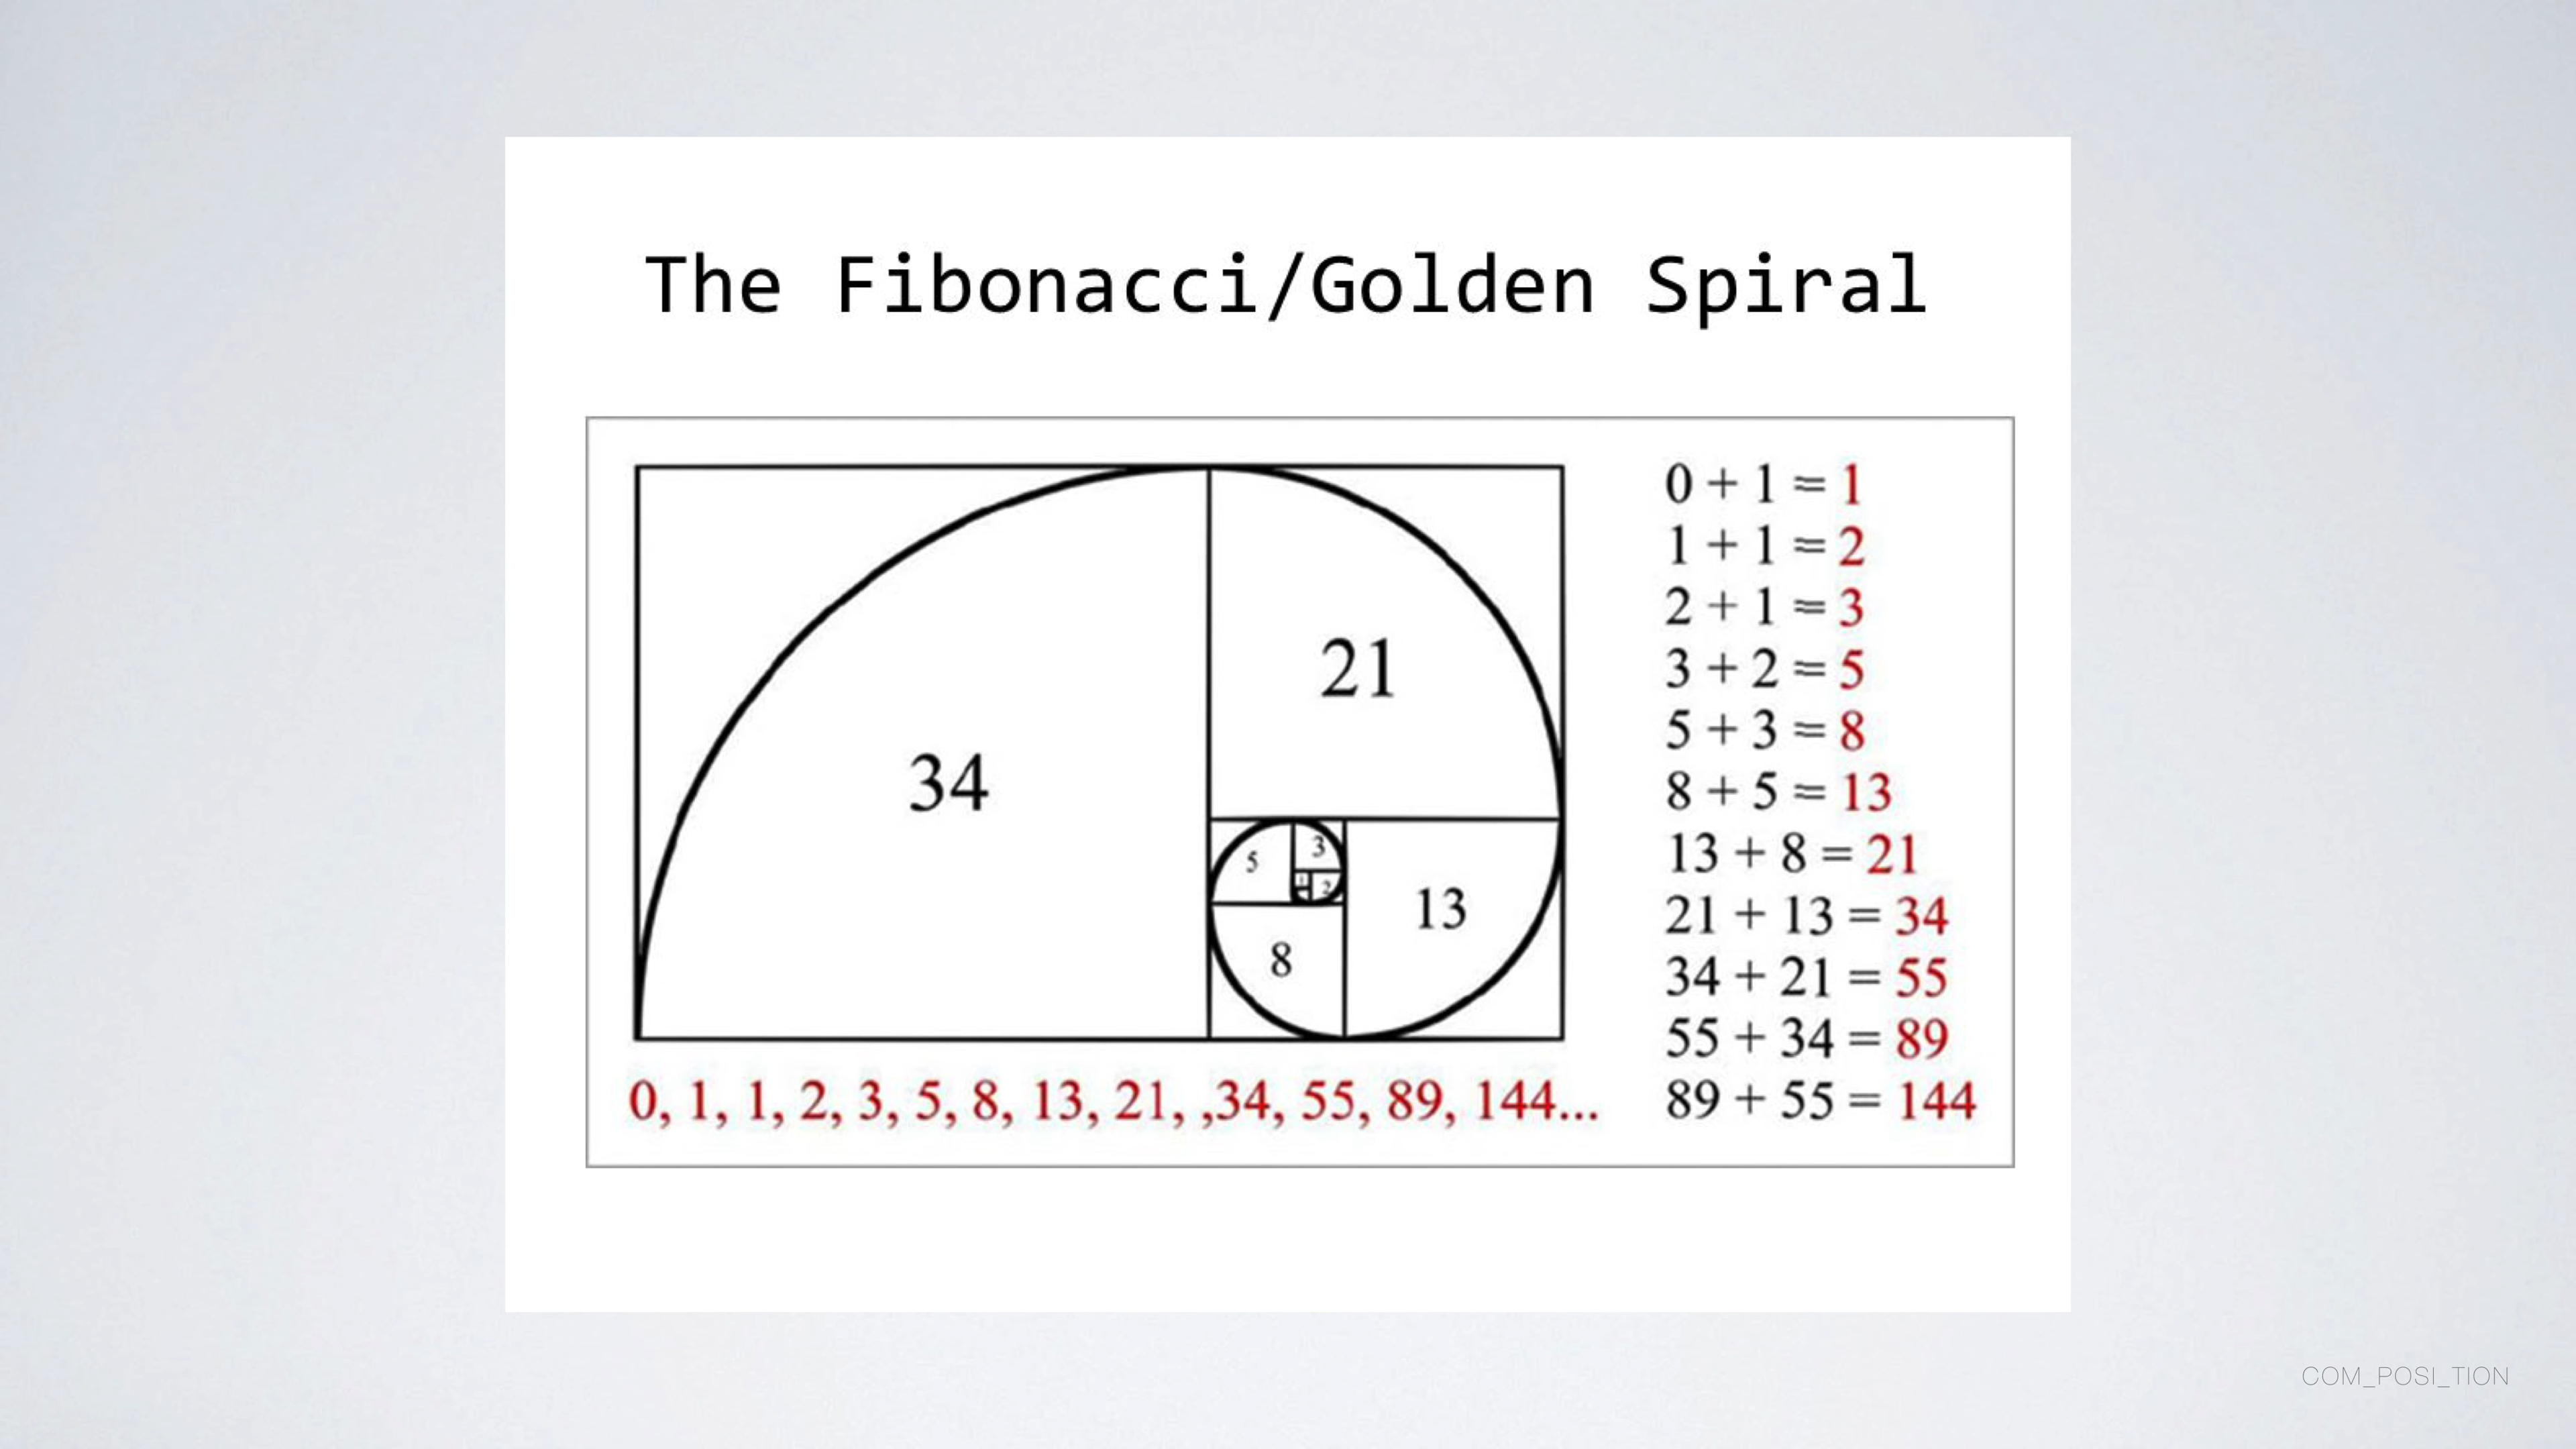 The Fibonacci/Golden Spiral
34
21
5
3
1
2
13
8
0, 1, 1, 2, 3, 5, 8, 13, 21, ,34, 55, 89, 144...
0 + 1 = 1
1 + 1 = 2
2 + 1 = 3
3 + 2 = 5
5 + 3 = 8
8 + 5 = 13
13 + 8 = 21
21 + 13 = 34
34 + 21 = 55
55 + 34 = 89
89 + 55 = 144
COM_POSI_TION